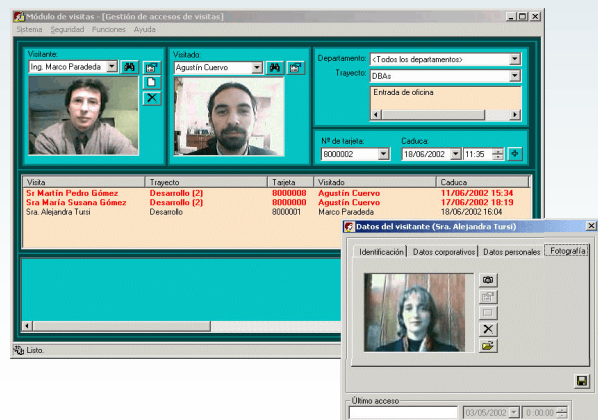 Módulo de visitas - [Gestión de accesos de visitas]
Sistema Seguridad Funciones Ayuda
Visitante:
Ing. Marco Paradeda
Visitado:
Agustín Cuervo
Departamento: <Todos los departamentos>
Trayecto: DBAs
Entrada de oficina
Nº de tarjeta:
8000002
Caduca:
18/06/2002 11:35
Visita Trayecto Tarjeta Visitado Caduca
Sr Martín Pedro Gómez Desarollo (2) 8000008 Agustín Cuervo 11/06/2002 15:34
Sra María Susana Gómez Desarollo (2) 8000000 Agustín Cuervo 17/06/2002 18:19
Sra. Alejandra Tursi Desarollo 8000001 Marco Paradeda 18/06/2002 16:04
Datos del visitante (Sra. Alejandra Tursi)
Identificación Datos corporativos Datos personales Fotografía
Último acceso
03/05/2002 0:00:00
Listo.